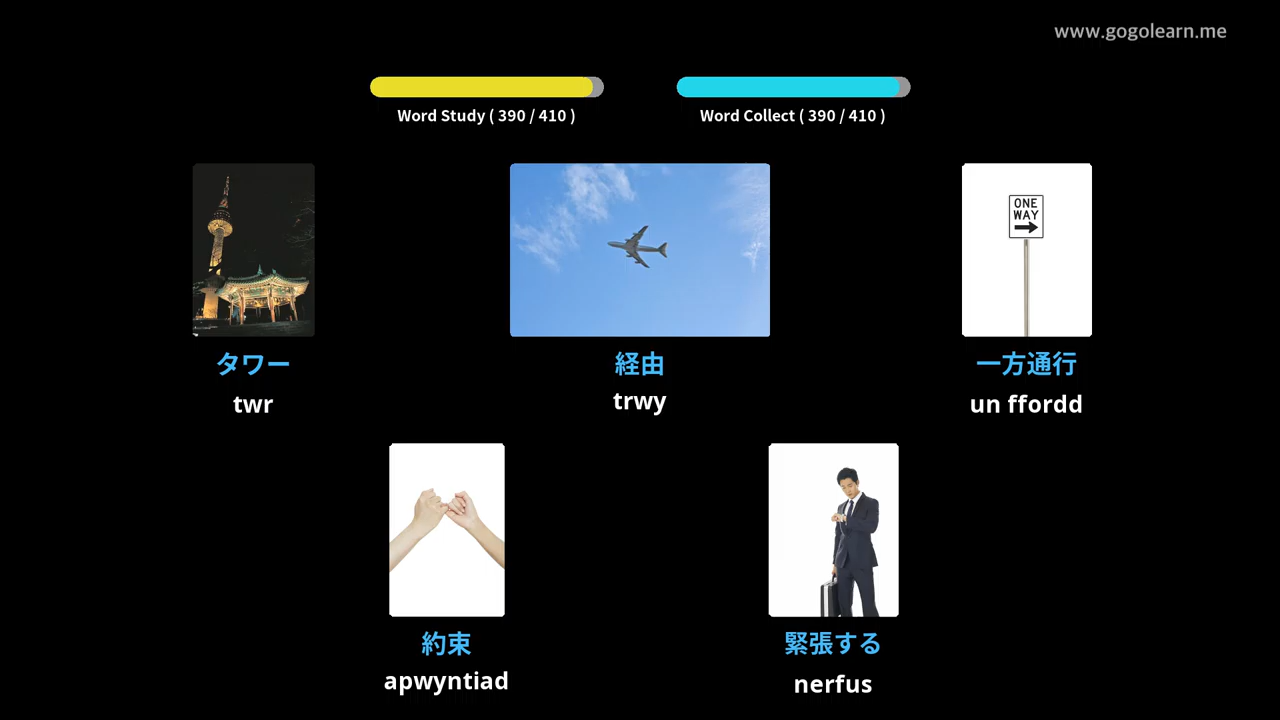 www.gogolearn.me
Word Study ( 390 / 410 )
Word Collect ( 390 / 410 )
ONE
WAY
タワー
twr
経由
trwy
一方通行
un ffordd
約束
apwyntiad
緊張する
nerfus